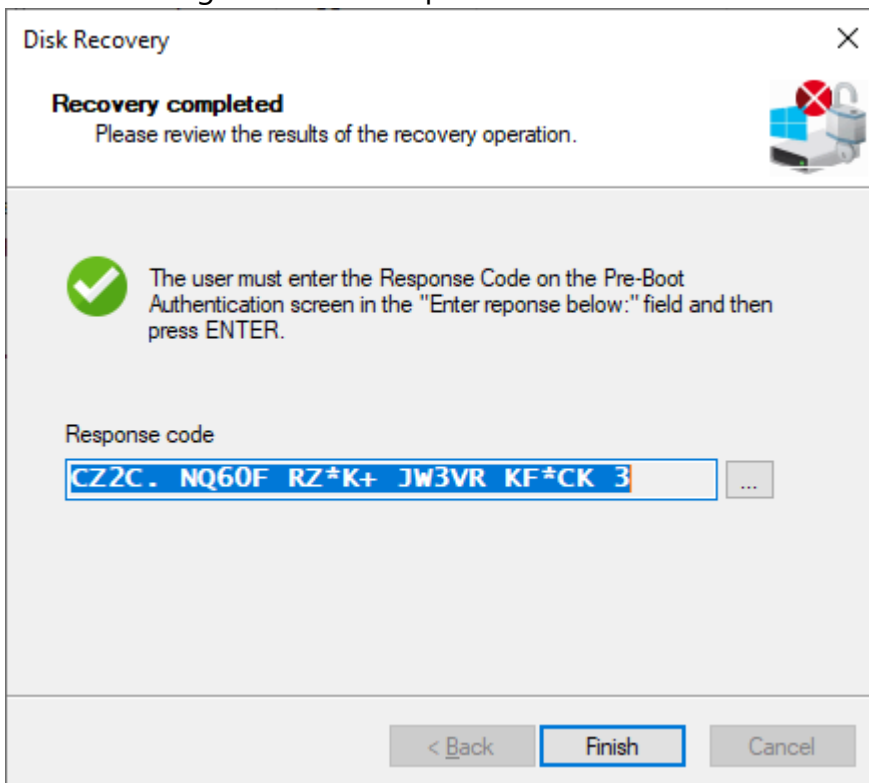 Disk Recovery
Recovery completed
Please review the results of the recovery operation.
The user must enter the Response Code on the Pre-Boot
Authentication screen in the "Enter reponse below:" field and then
press ENTER.
Response code
CZ2C. NQ6OF RZ*K+ JW3VR KF*CK 3
...
< Back Finish Cancel